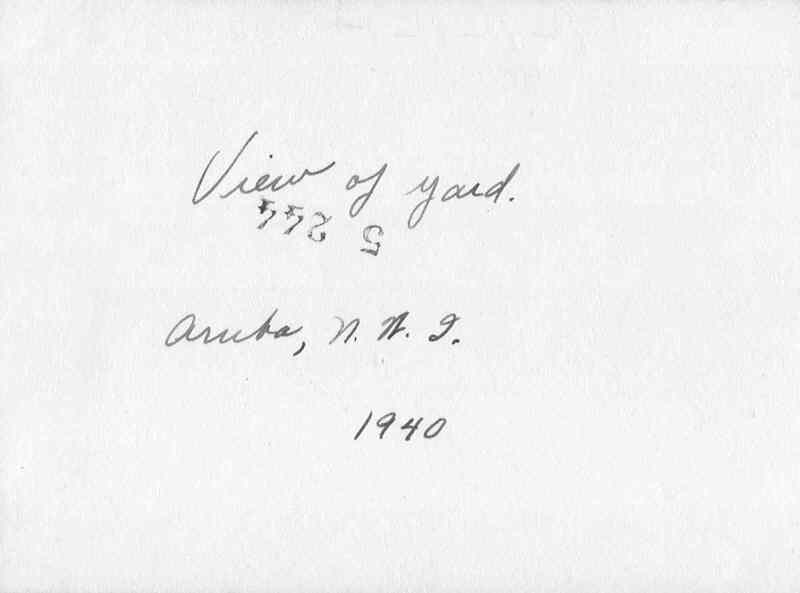 View of yard.
5 244
Aruba, N. W. I.
1940